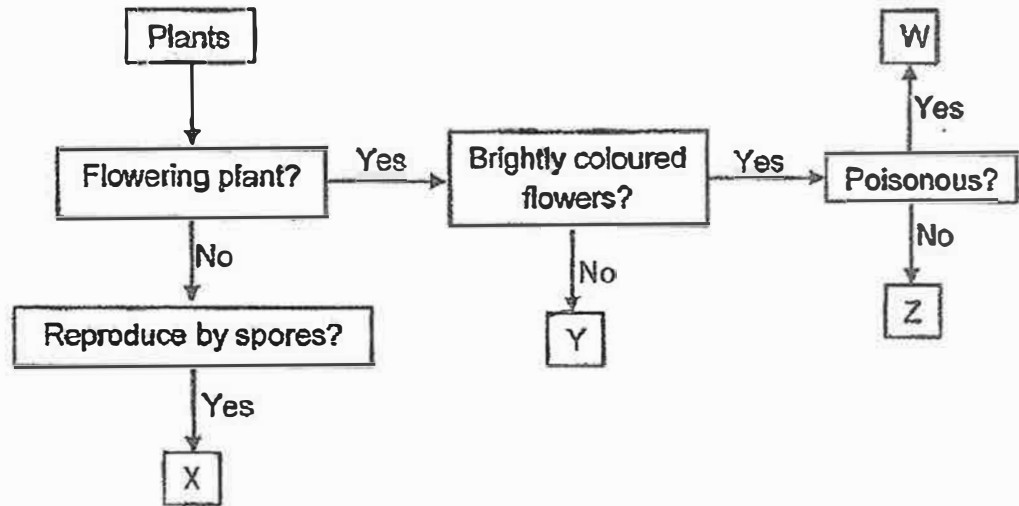 Plants
W
Yes
Flowering plant?
Yes
Brightly coloured
flowers?
Yes
Poisonous?
No
No
No
Reproduce by spores?
Y
Z
Yes
X